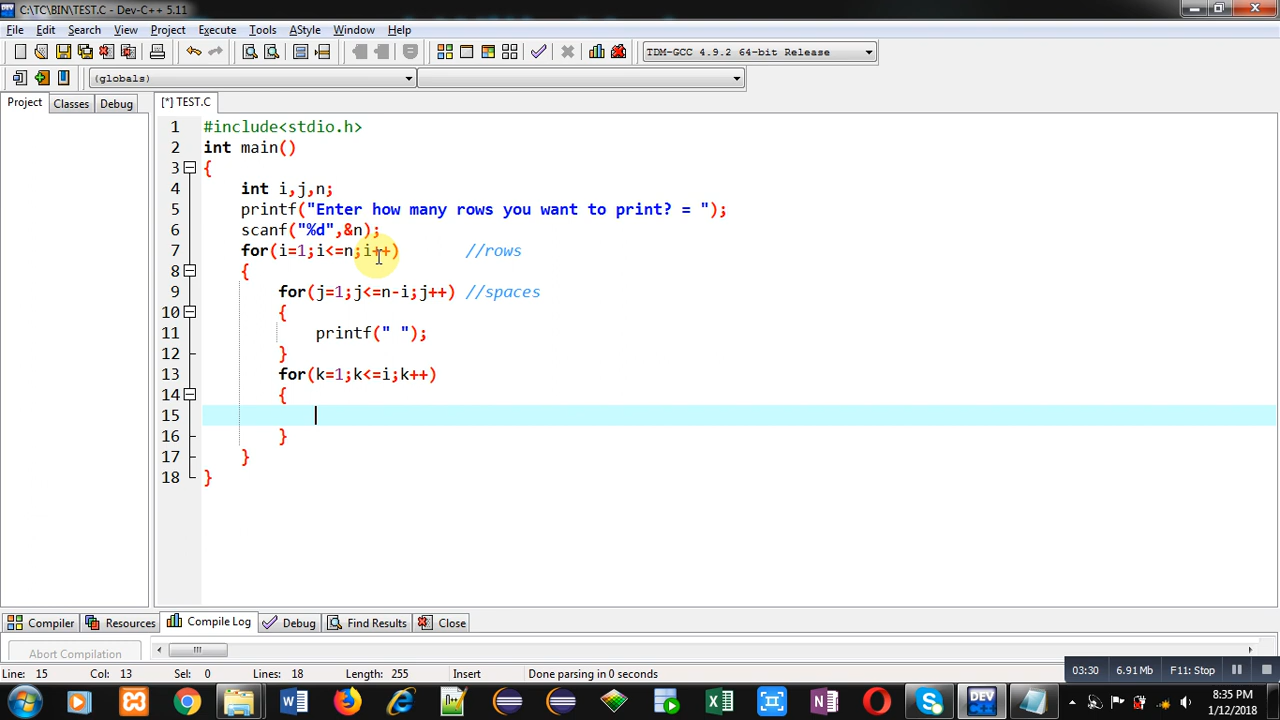 C:\TC\BIN\TEST.C - Dev-C++ 5.11
File Edit Search View Project Execute Tools AStyle Window Help
TDM-GCC 4.9.2 64-bit Release
(globals)
Project Classes Debug [*] TEST.C
1 #include<stdio.h>
2 int main()
3 {
4 int i,j,n;
5 printf("Enter how many rows you want to print? = ");
6 scanf("%d",&n);
7 for(i=1;i<=n;i++) //rows
8 {
9 for(j=1;j<=n-i;j++) //spaces
10 {
11 printf(" ");
12 }
13 for(k=1;k<=i;k++)
14 {
15
16 }
17 }
18 }
Compiler Resources Compile Log Debug Find Results Close
Abort Compilation
Line: 15 Col: 13 Sel: 0 Lines: 18 Length: 255 Insert Done parsing in 0 seconds
03:30 6.91 Mb F11: Stop
8:35 PM
1/12/2018